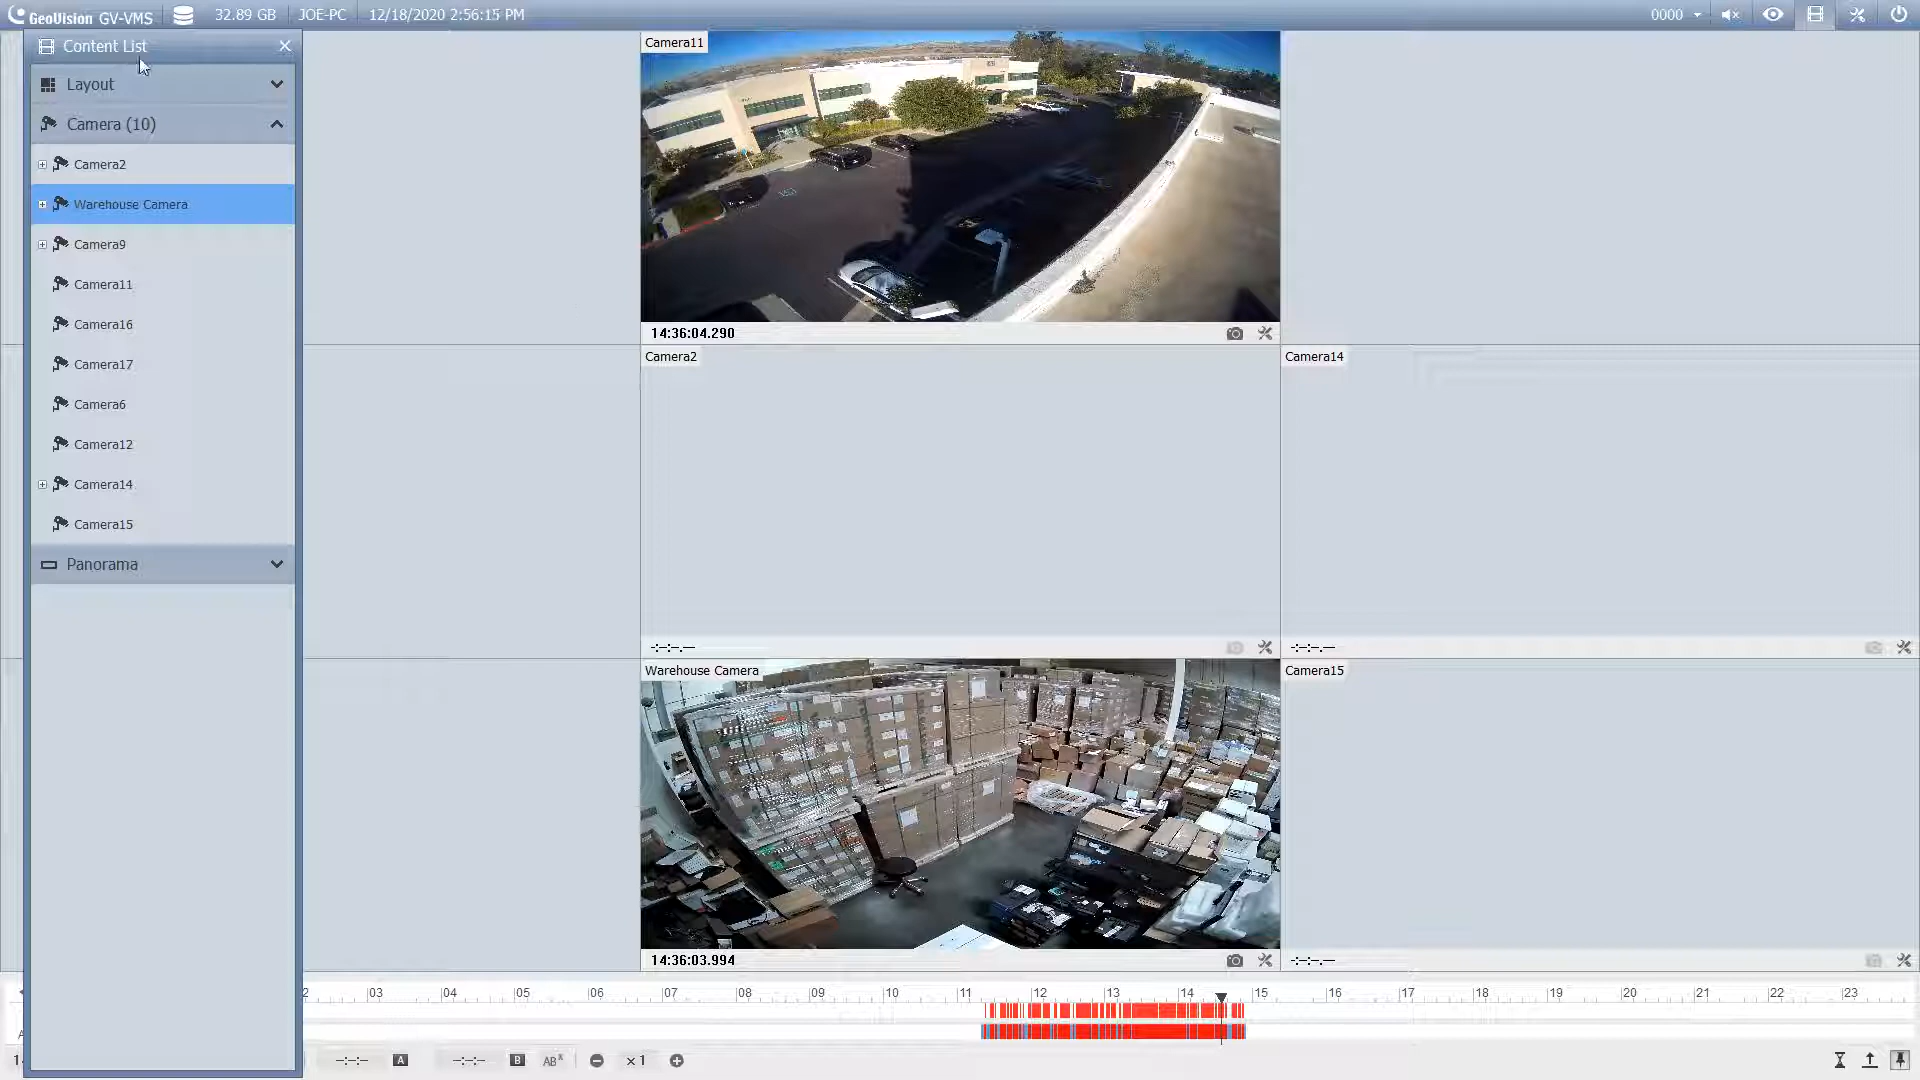 GeoVision GV-VMS 32.89 GB JOE-PC 12/18/2020 2:56:15 PM 0000
Content List
Layout
Camera (10)
Camera2
Warehouse Camera
Camera9
Camera11
Camera16
Camera17
Camera6
Camera12
Camera14
Camera15
Panorama
Camera11
14:36:04.290
Camera2
--:--:--.---
Camera14
--:--:--.---
Warehouse Camera
14:36:03.994
Camera15
--:--:--.---
2 03 04 05 06 07 08 09 10 11 12 13 14 15 16 17 18 19 20 21 22 23
--:--:-- A --:--:-- B AB x 1